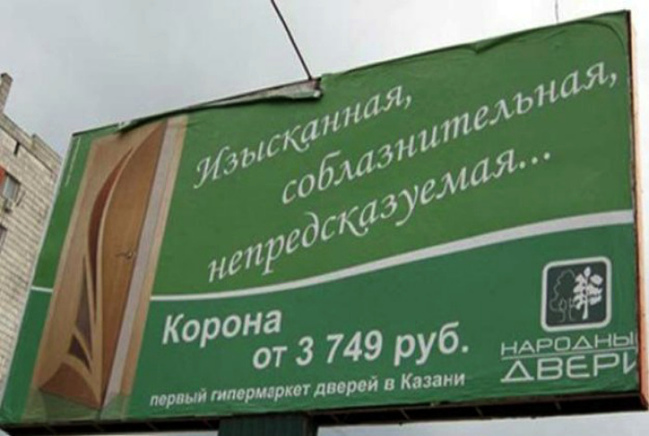 Изысканная,
соблазнительная,
непредсказуемая...
Корона
от 3 749 руб.
первый гипермаркет дверей в Казани
НАРОДНЫ
ДВЕРИ